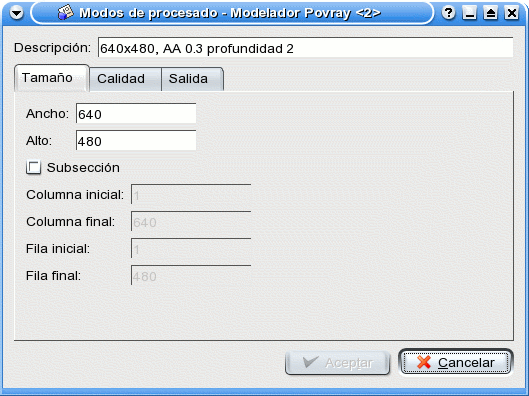 Modos de procesado - Modelador Povray <2>
Descripción: 640x480, AA 0.3 profundidad 2
Tamaño Calidad Salida
Ancho: 640
Alto: 480
Subsección
Columna inicial: 1
Columna final: 640
Fila inicial: 1
Fila final: 480
Aceptar Cancelar